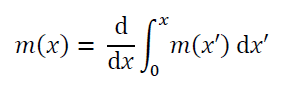 m(x) = d/dx ∫₀ˣ m(x′) dx′